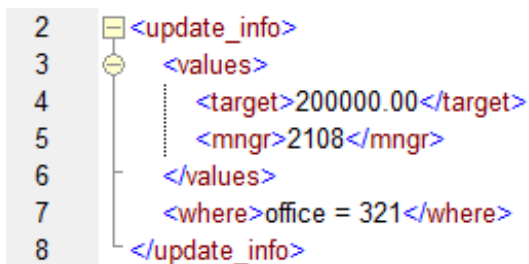 2 <update_info>
3 <values>
4 <target>200000.00</target>
5 <mngr>2108</mngr>
6 </values>
7 <where>office = 321</where>
8 </update_info>